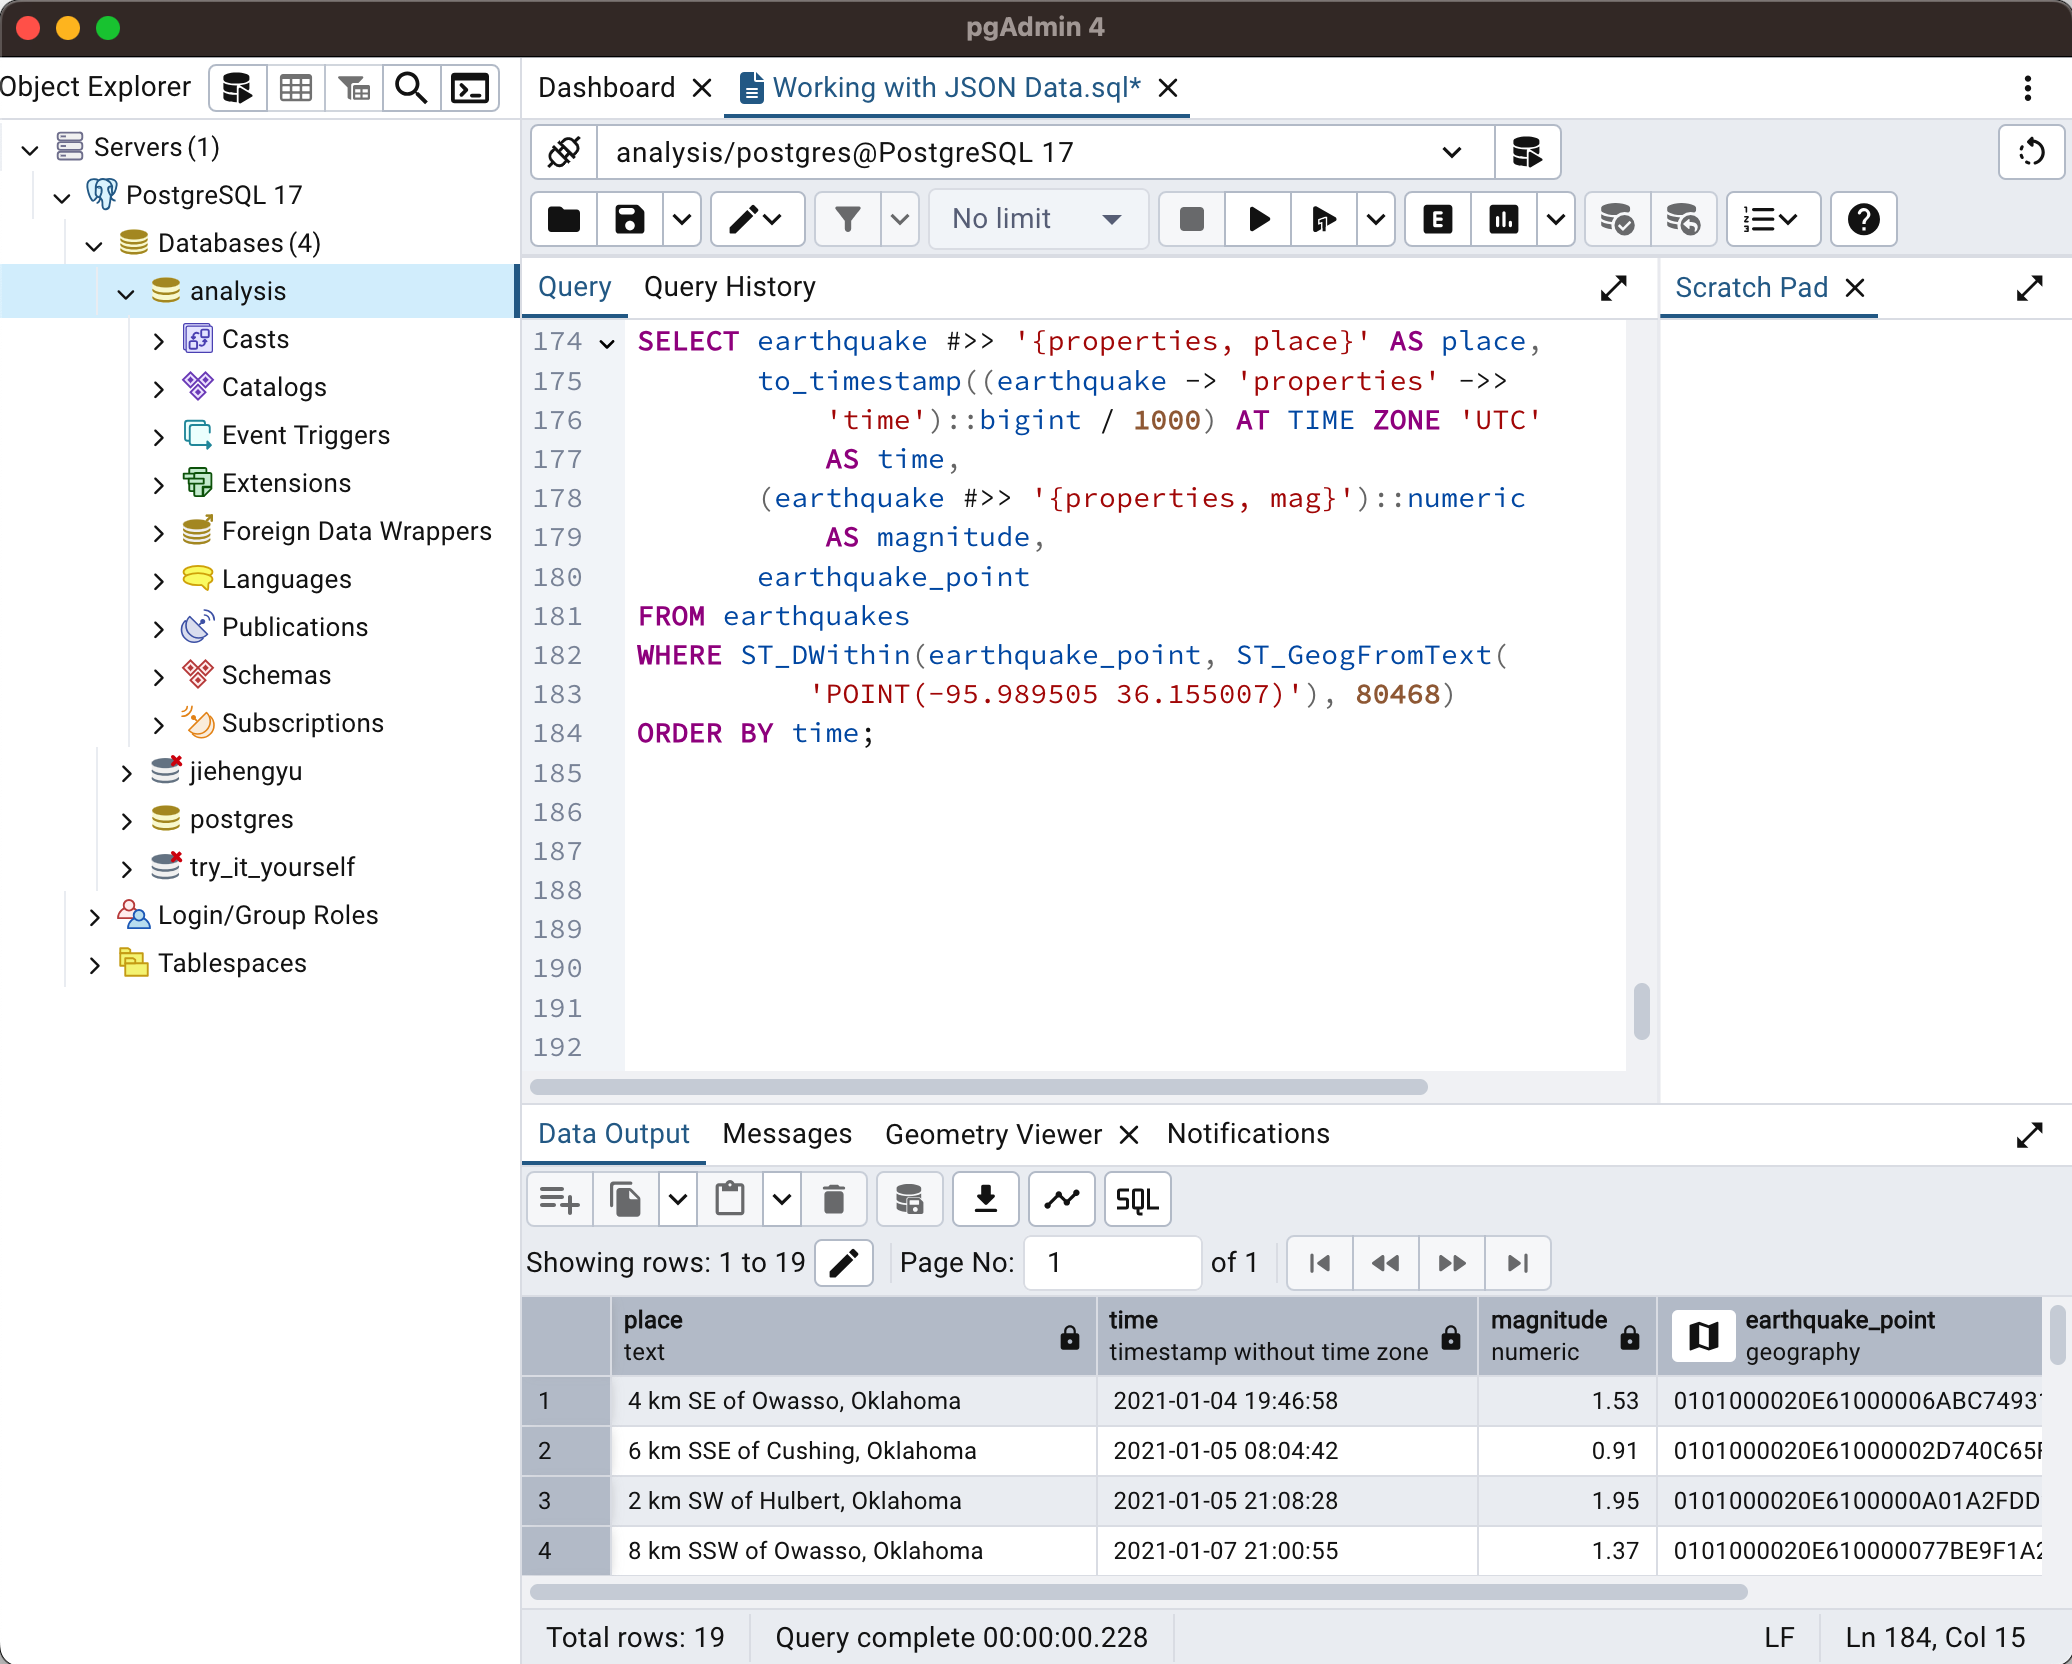 pgAdmin 4
Object Explorer
Servers (1)
PostgreSQL 17
Databases (4)
analysis
Casts
Catalogs
Event Triggers
Extensions
Foreign Data Wrappers
Languages
Publications
Schemas
Subscriptions
jiehengyu
postgres
try_it_yourself
Login/Group Roles
Tablespaces
Dashboard
Working with JSON Data.sql*
analysis/postgres@PostgreSQL 17
No limit
E
Query Query History
Scratch Pad
174 SELECT earthquake #>> '{properties, place}' AS place,
175 to_timestamp((earthquake -> 'properties' ->>
176 'time')::bigint / 1000) AT TIME ZONE 'UTC'
177 AS time,
178 (earthquake #>> '{properties, mag}')::numeric
179 AS magnitude,
180 earthquake_point
181 FROM earthquakes
182 WHERE ST_DWithin(earthquake_point, ST_GeogFromText(
183 'POINT(-95.989505 36.155007)'), 80468)
184 ORDER BY time;
185
186
187
188
189
190
191
192
Data Output Messages Geometry Viewer Notifications
SQL
Showing rows: 1 to 19 Page No: 1 of 1
place time magnitude earthquake_point
text timestamp without time zone numeric geography
1 4 km SE of Owasso, Oklahoma 2021-01-04 19:46:58 1.53 0101000020E61000006ABC7493
2 6 km SSE of Cushing, Oklahoma 2021-01-05 08:04:42 0.91 0101000020E61000002D740C65
3 2 km SW of Hulbert, Oklahoma 2021-01-05 21:08:28 1.95 0101000020E6100000A01A2FDD
4 8 km SSW of Owasso, Oklahoma 2021-01-07 21:00:55 1.37 0101000020E610000077BE9F1A2
Total rows: 19 Query complete 00:00:00.228 LF Ln 184, Col 15